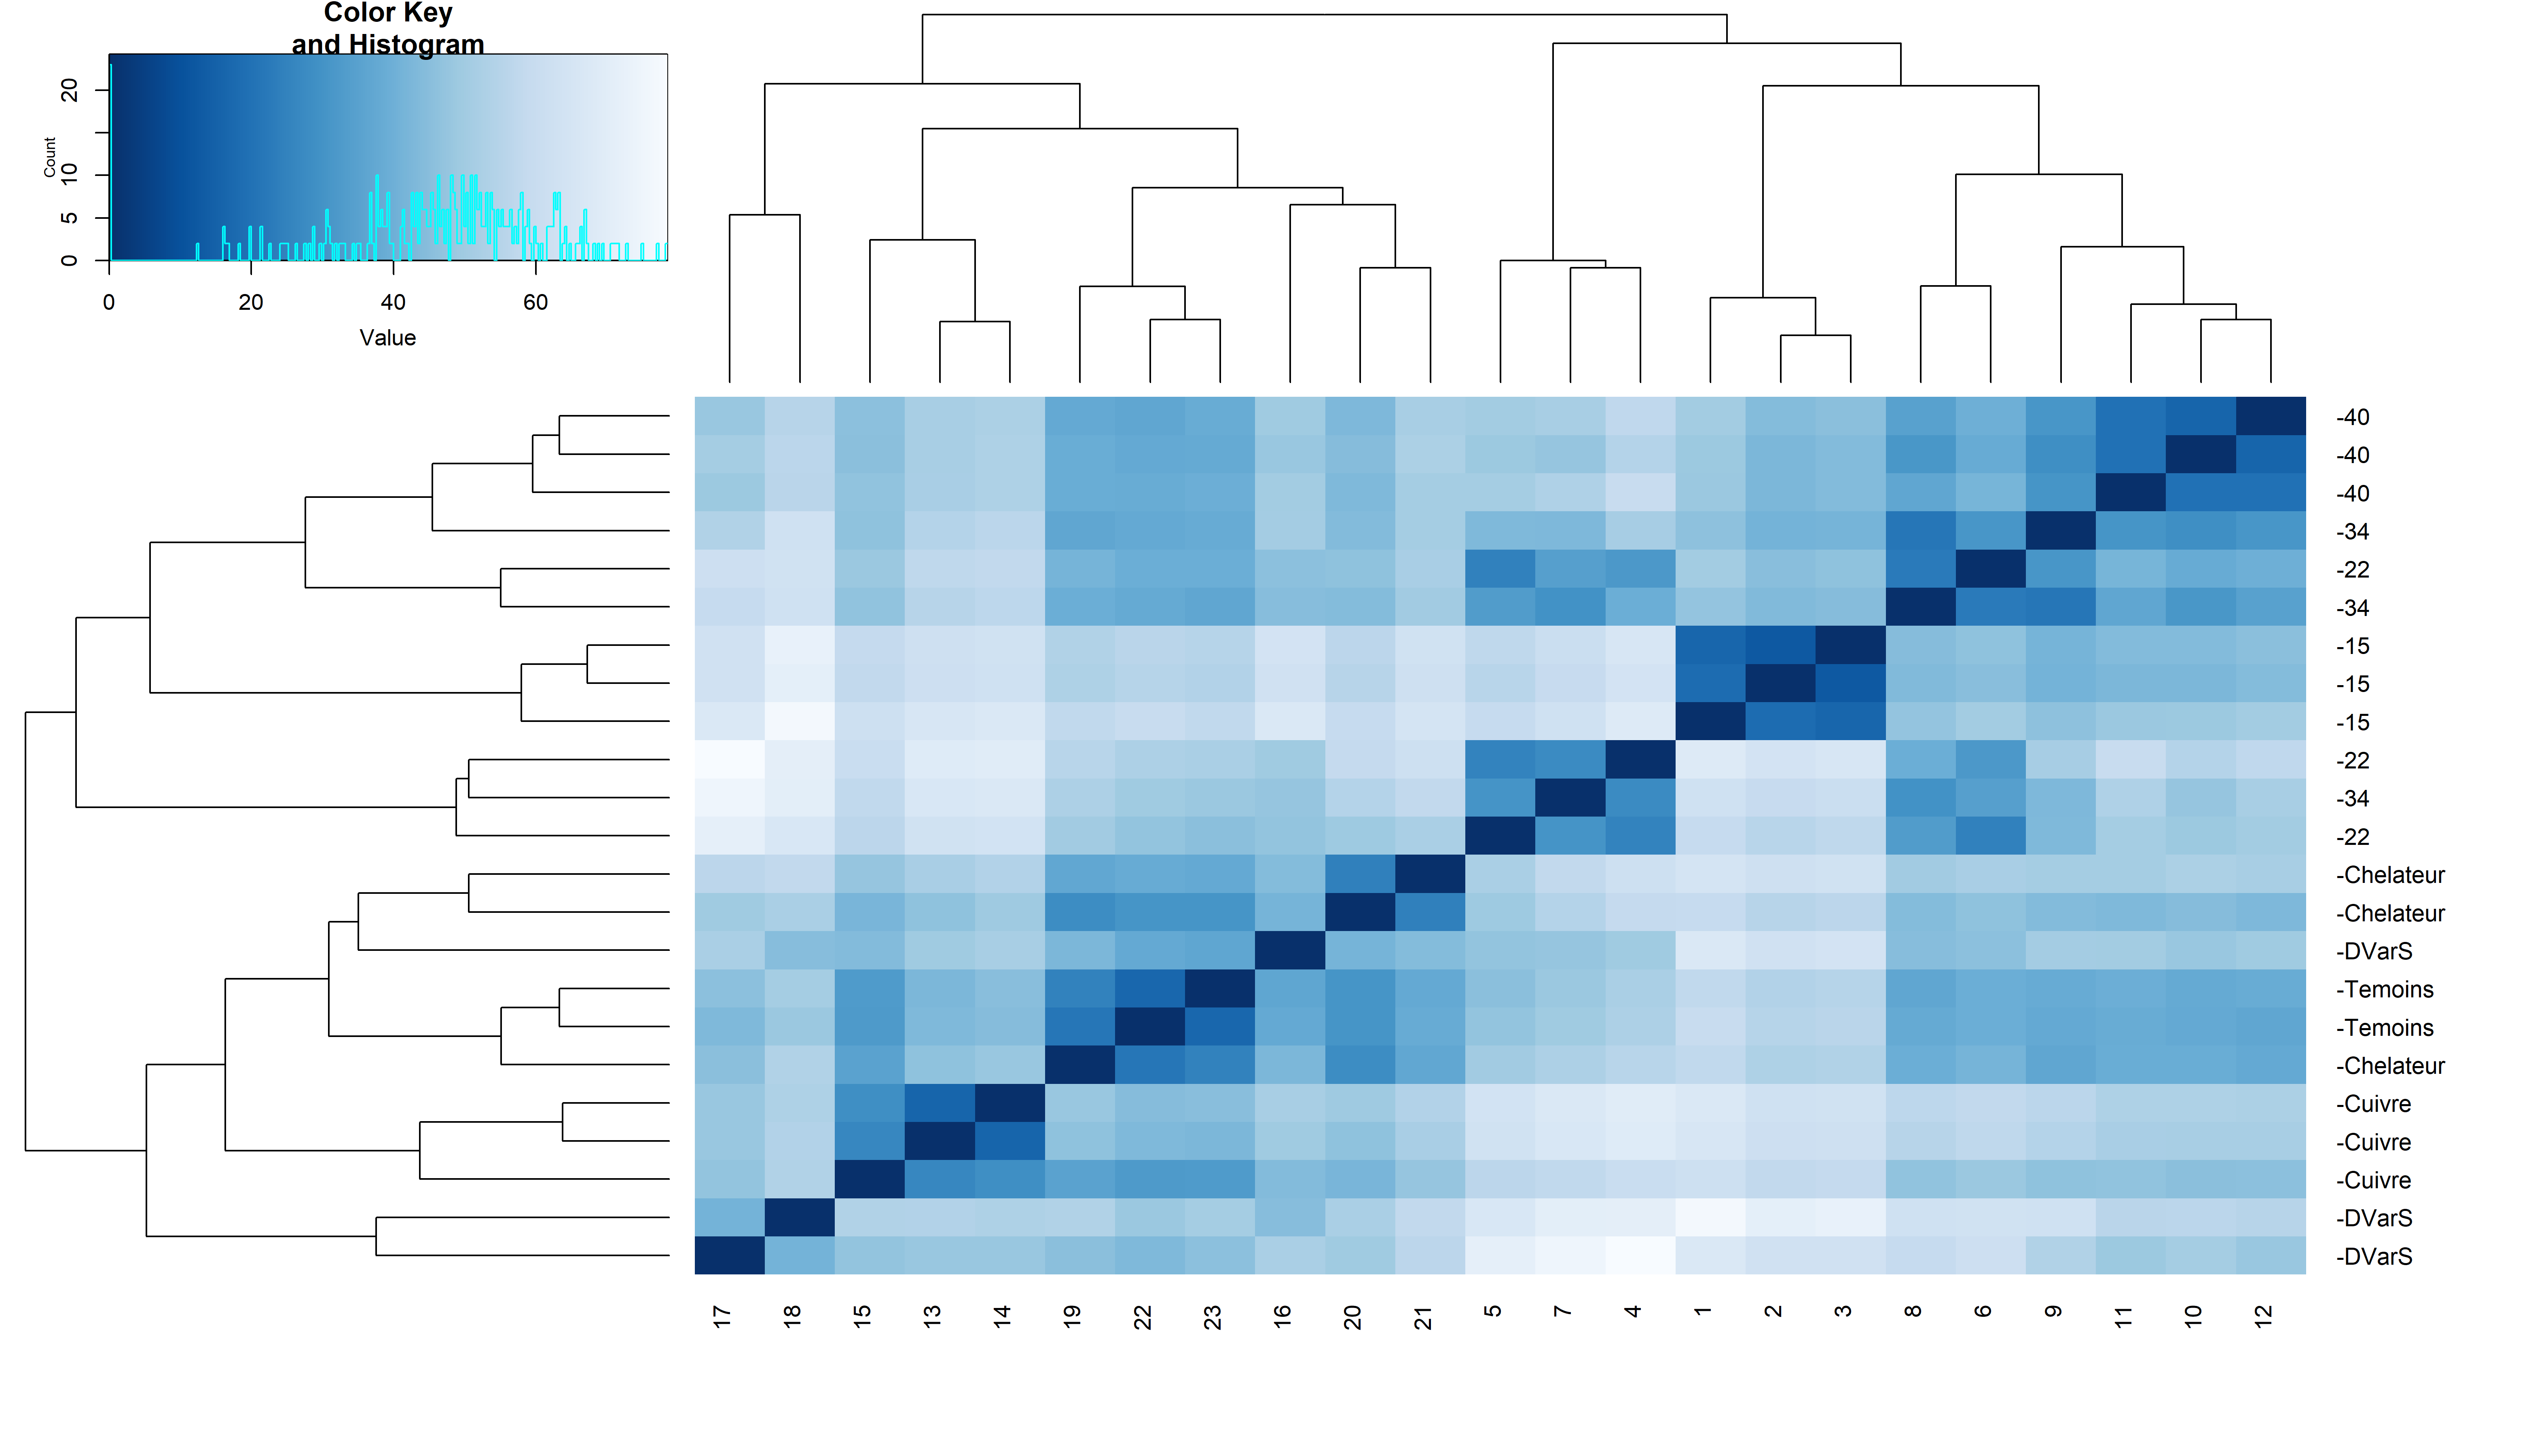 Color Key
and Histogram
Count
20
10
5
0
0 20 40 60
Value
-40
-40
-40
-34
-22
-34
-15
-15
-15
-22
-34
-22
-Chelateur
-Chelateur
-DVarS
-Temoins
-Temoins
-Chelateur
-Cuivre
-Cuivre
-Cuivre
-DVarS
-DVarS
17 18 15 13 14 19 22 23 16 20 21 5 7 4 1 2 3 8 6 9 11 10 12